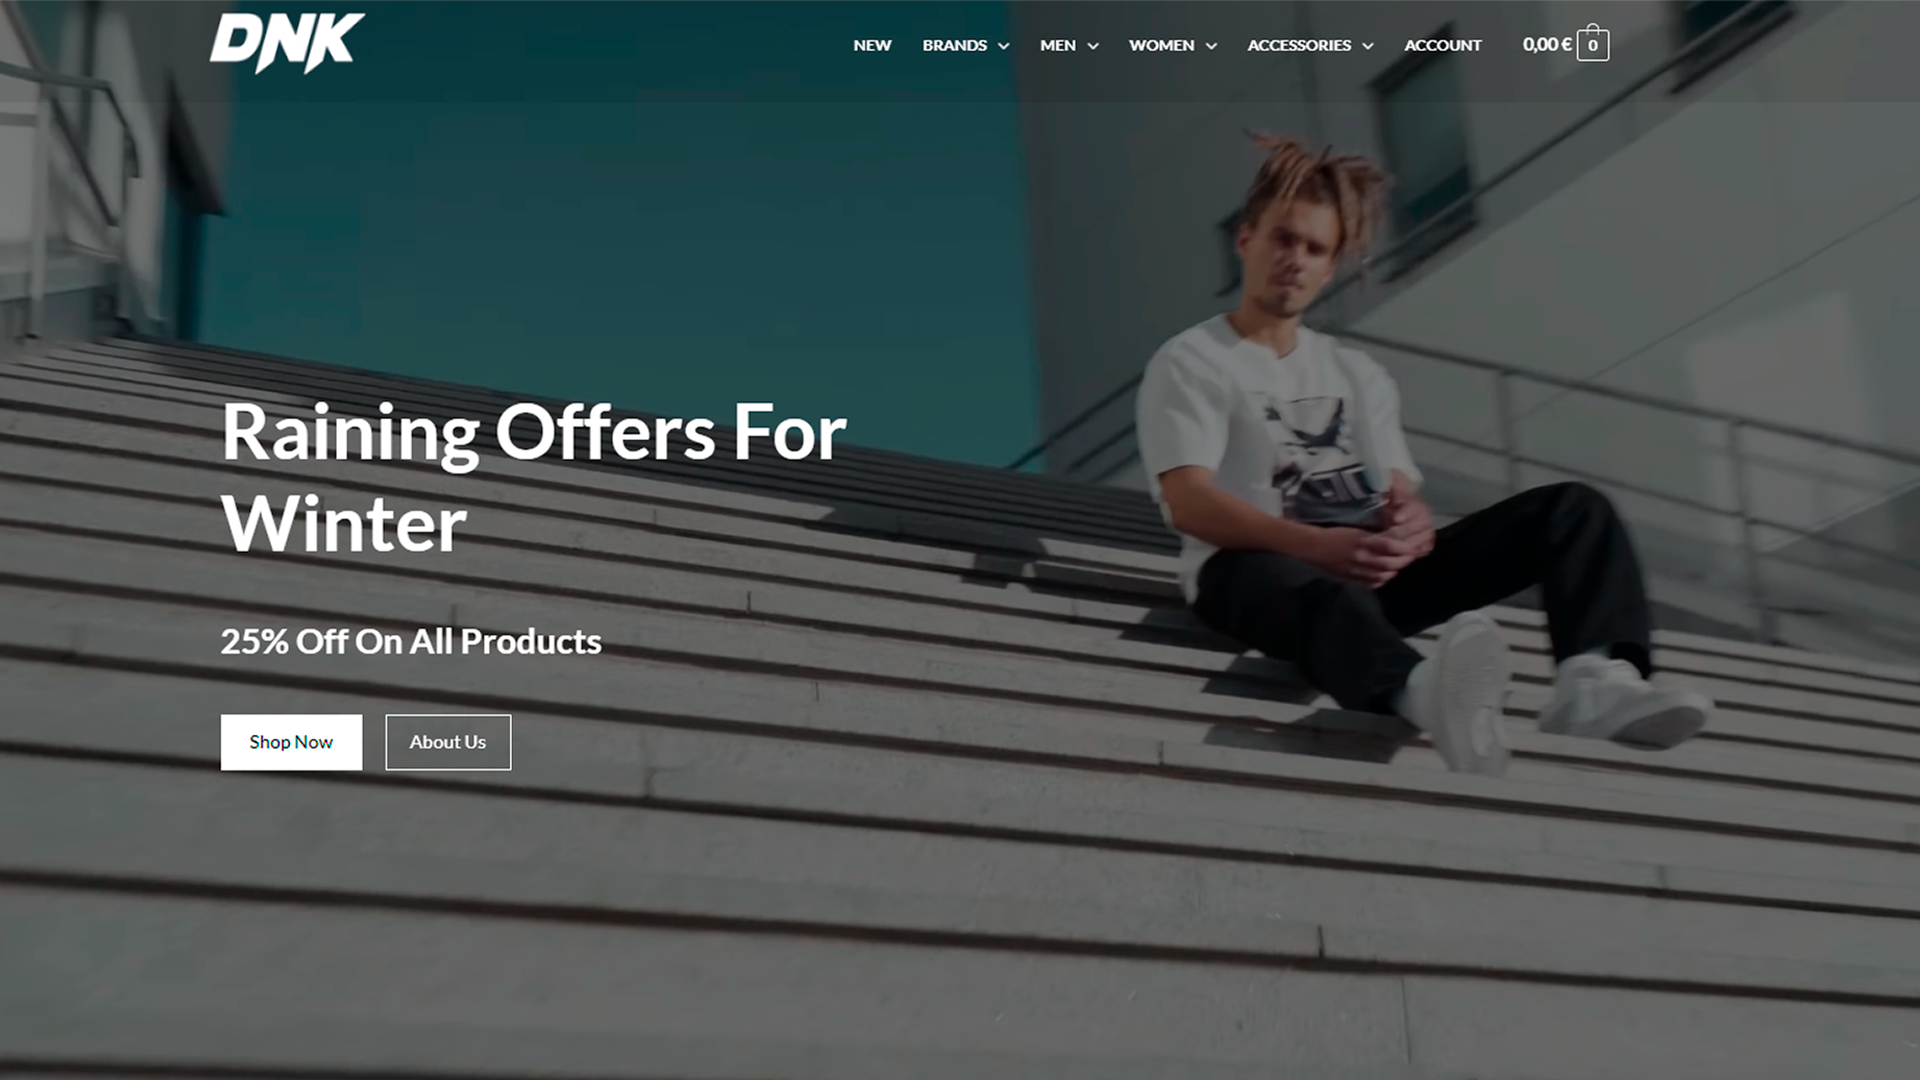 DNK
NEW BRANDS MEN WOMEN ACCESSORIES ACCOUNT 0,00 € 0
Raining Offers For
Winter
25% Off On All Products
Shop Now About Us